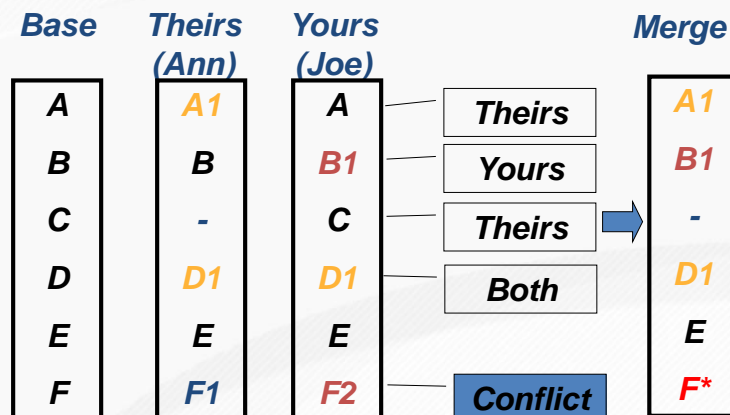 Base Theirs Yours Merge
(Ann) (Joe)
A A1 A Theirs A1
B B B1 Yours B1
C - C Theirs -
D D1 D1 Both D1
E E E E
F F1 F2 Conflict F*